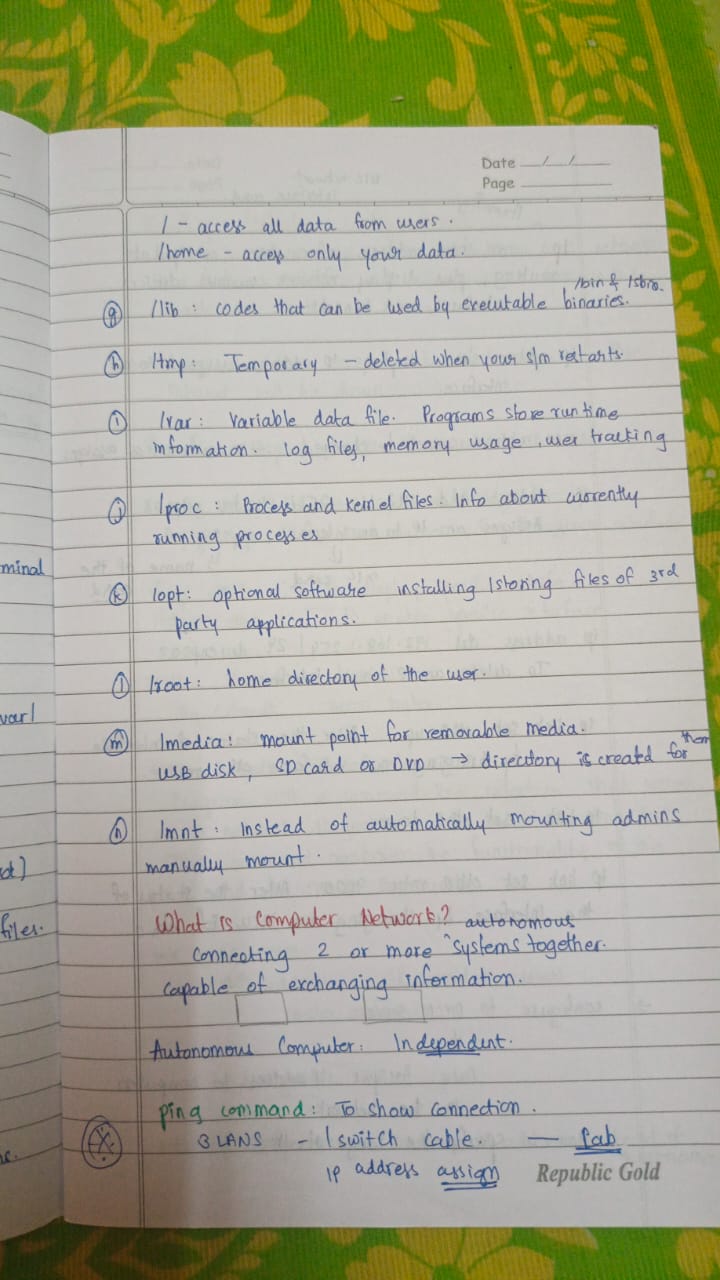 Date __/__/____
Page ________
/ - access all data from users.
/home - access only your data.
/bin & /sbin.
(g) /lib : codes that can be used by executable binaries.
(h) /tmp : Temporary - deleted when your s/m restarts.
(i) /var : variable data file. Programs store run time
information. log files, memory usage, user tracking
(j) /proc : Process and kernel files. Info about currently
running processes
minal
(k) /opt: optional software installing/storing files of 3rd
party applications.
(l) /root: home directory of the user.
var/
(m) /media: mount point for removable media.
USB disk, SD card or DVD → directory is created for them
(n) /mnt : Instead of automatically mounting admins
manually mount.
What is Computer Network? autonomous
files.
Connecting 2 or more ^ systems together.
capable of exchanging information.
Autonomous Computer: Independent.
Ping command: To show connection.
3 LANS - 1 switch cable. — Lab
IP address assign
Republic Gold